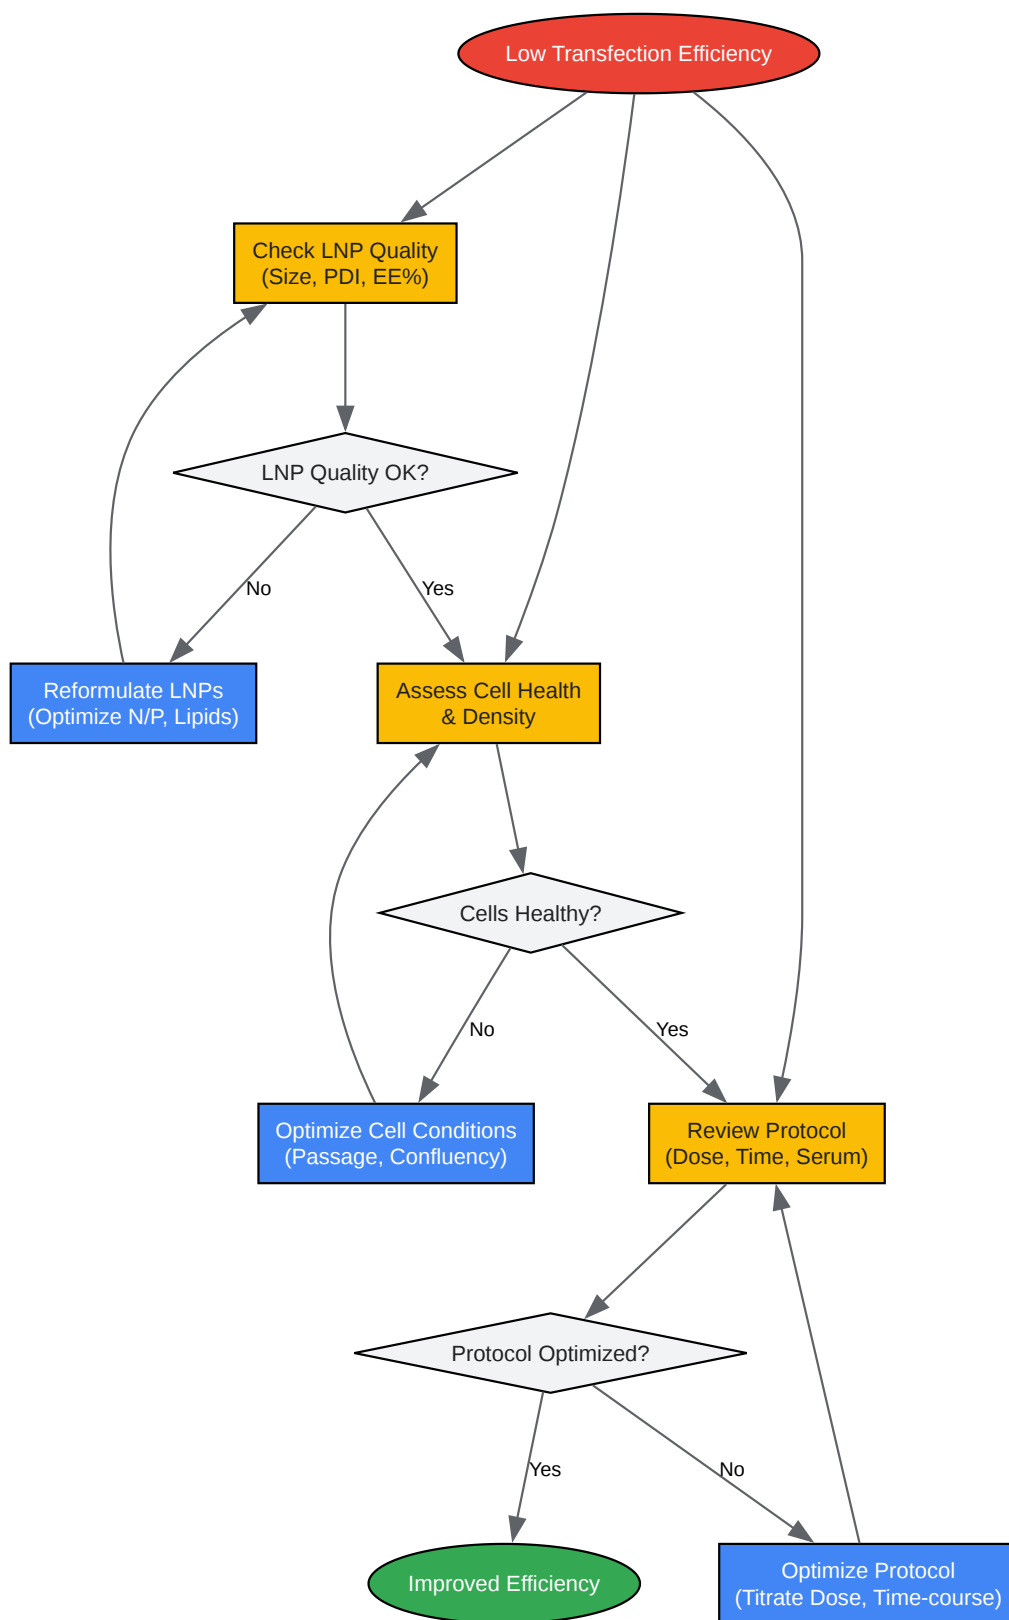 Low Transfection Efficiency
Check LNP Quality
(Size, PDI, EE%)
LNP Quality OK?
No
Yes
Reformulate LNPs
(Optimize N/P, Lipids)
Assess Cell Health
& Density
Cells Healthy?
No
Yes
Optimize Cell Conditions
(Passage, Confluency)
Review Protocol
(Dose, Time, Serum)
Protocol Optimized?
Yes
No
Improved Efficiency
Optimize Protocol
(Titrate Dose, Time-course)